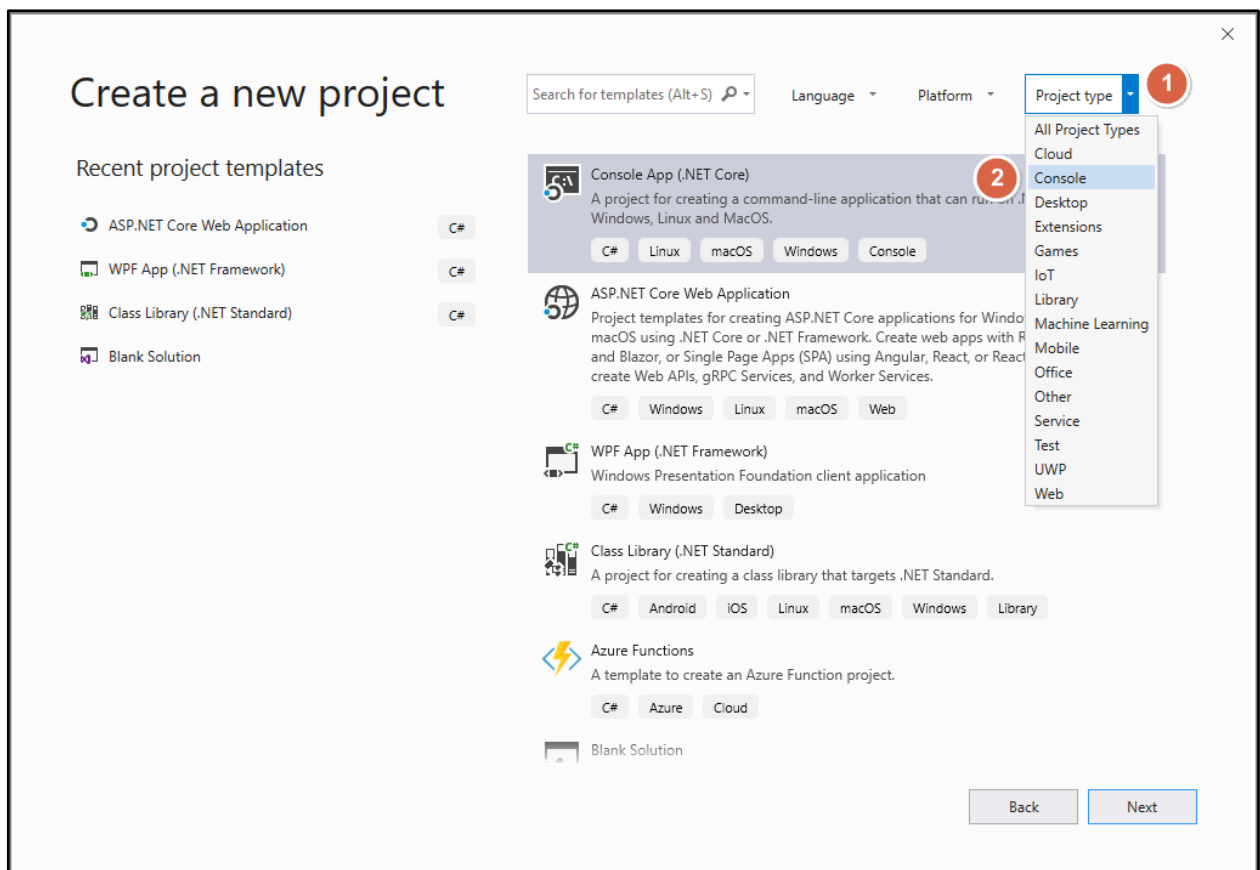 Create a new project
Search for templates (Alt+S)
Language
Platform
Project type
1
All Project Types
Cloud
2
Console
Desktop
Extensions
Games
IoT
Library
Machine Learning
Mobile
Office
Other
Service
Test
UWP
Web
Recent project templates
ASP.NET Core Web Application C#
WPF App (.NET Framework) C#
Class Library (.NET Standard) C#
Blank Solution
Console App (.NET Core)
A project for creating a command-line application that can run on .N
Windows, Linux and MacOS.
C# Linux macOS Windows Console
ASP.NET Core Web Application
Project templates for creating ASP.NET Core applications for Windo
macOS using .NET Core or .NET Framework. Create web apps with R
and Blazor, or Single Page Apps (SPA) using Angular, React, or React
create Web APIs, gRPC Services, and Worker Services.
C# Windows Linux macOS Web
WPF App (.NET Framework)
Windows Presentation Foundation client application
C# Windows Desktop
Class Library (.NET Standard)
A project for creating a class library that targets .NET Standard.
C# Android iOS Linux macOS Windows Library
Azure Functions
A template to create an Azure Function project.
C# Azure Cloud
Blank Solution
Back
Next